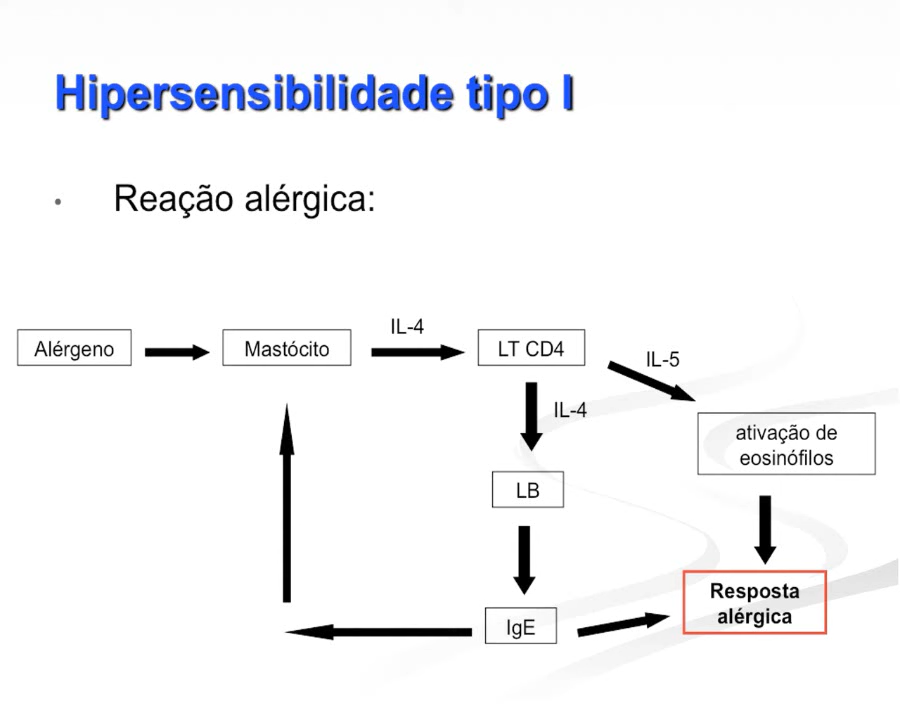 Hipersensibilidade tipo I
• Reação alérgica:
Alérgeno
Mastócito
IL-4
LT CD4
IL-5
IL-4
ativação de
eosinófilos
LB
IgE
Resposta
alérgica